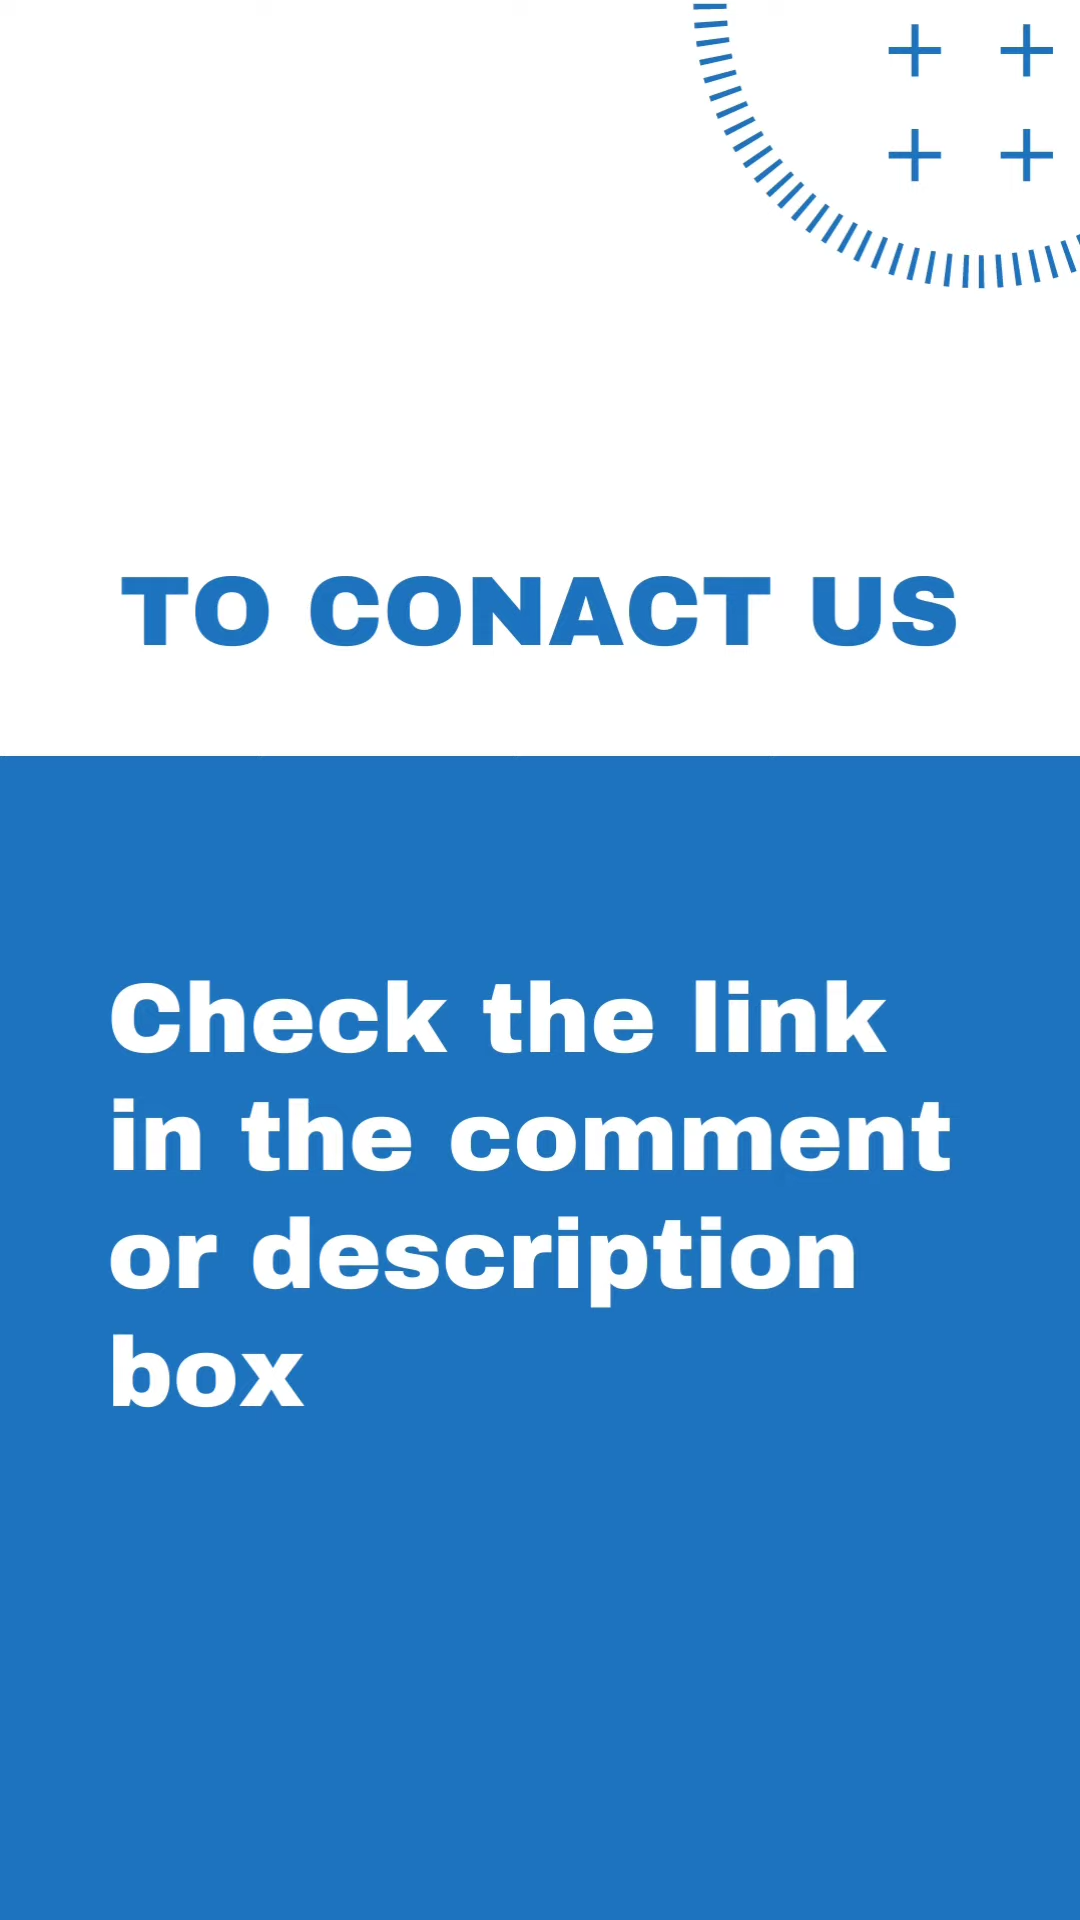 TO CONACT US
Check the link
in the comment
or description
box